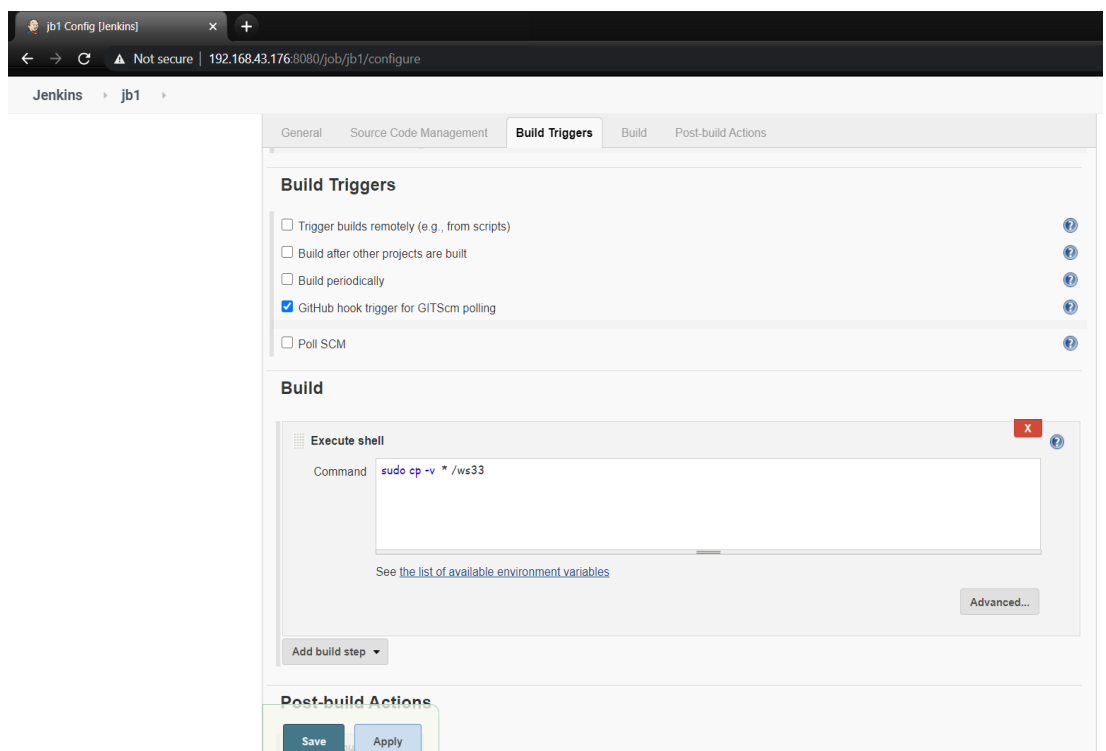 jb1 Config [Jenkins]
Not secure | 192.168.43.176:8080/job/jb1/configure
Jenkins jb1
General Source Code Management Build Triggers Build Post-build Actions
Build Triggers
Trigger builds remotely (e.g., from scripts)
Build after other projects are built
Build periodically
GitHub hook trigger for GITScm polling
Poll SCM
Build
X
Execute shell
Command sudo cp -v * /ws33
See the list of available environment variables
Advanced...
Add build step
Post-build Actions
Save Apply